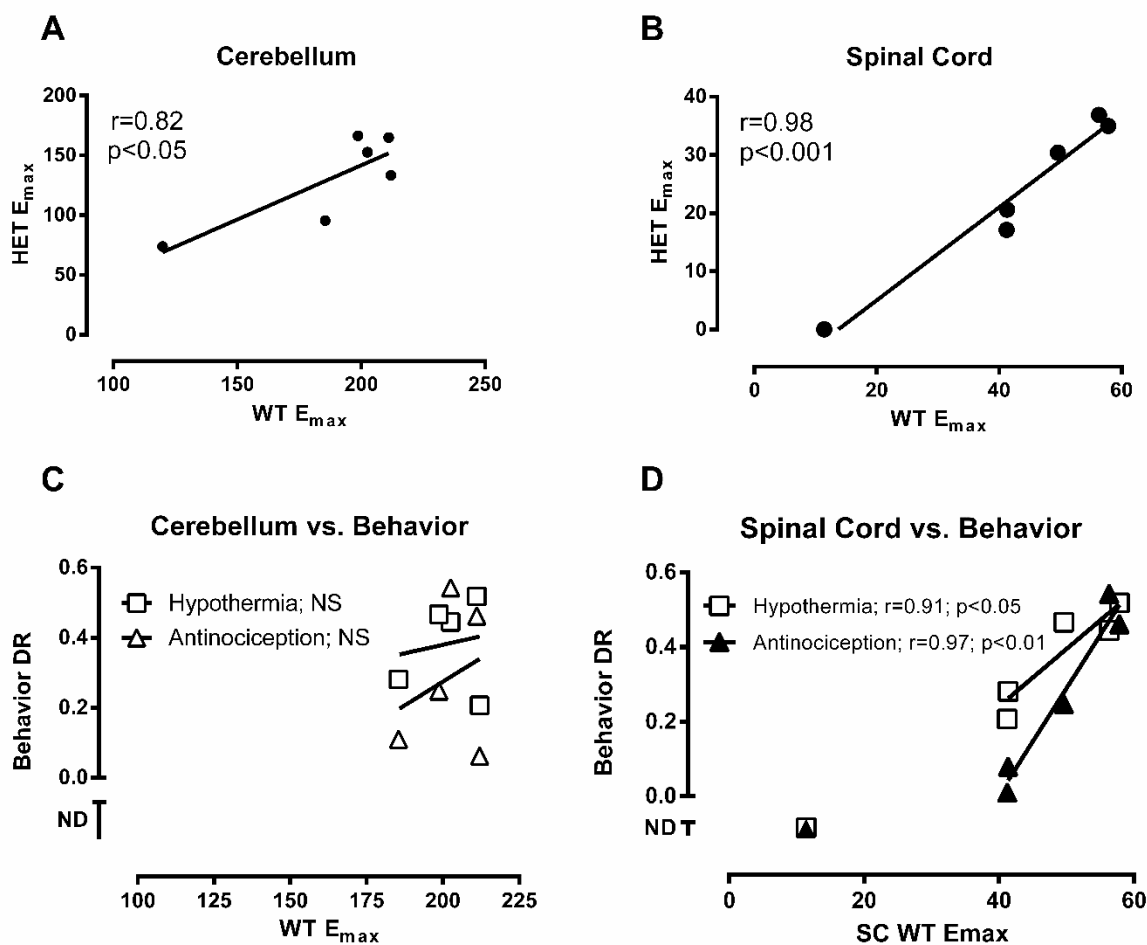 A
Cerebellum
HET Emax
200
150
100
50
0
r=0.82
p<0.05
100
150
200
250
WT Emax
B
Spinal Cord
HET Emax
40
30
20
10
0
r=0.98
p<0.001
0
20
40
60
WT Emax
C
Cerebellum vs. Behavior
Behavior DR
0.6
0.4
0.2
0.0
ND
Hypothermia; NS
Antinociception; NS
100
125
150
175
200
225
WT Emax
D
Spinal Cord vs. Behavior
Behavior DR
0.6
0.4
0.2
0.0
ND
Hypothermia; r=0.91; p<0.05
Antinociception; r=0.97; p<0.01
0
20
40
60
SC WT Emax